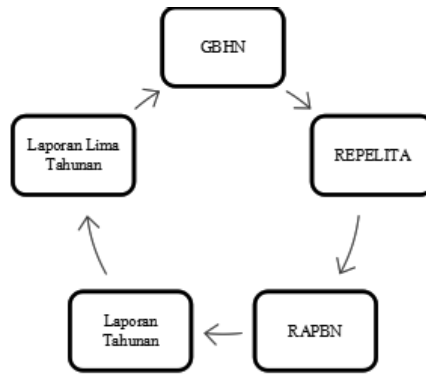 GBHN
REPELITA
RAPBN
Laporan
Tahunan
Laporan Lima
Tahunan